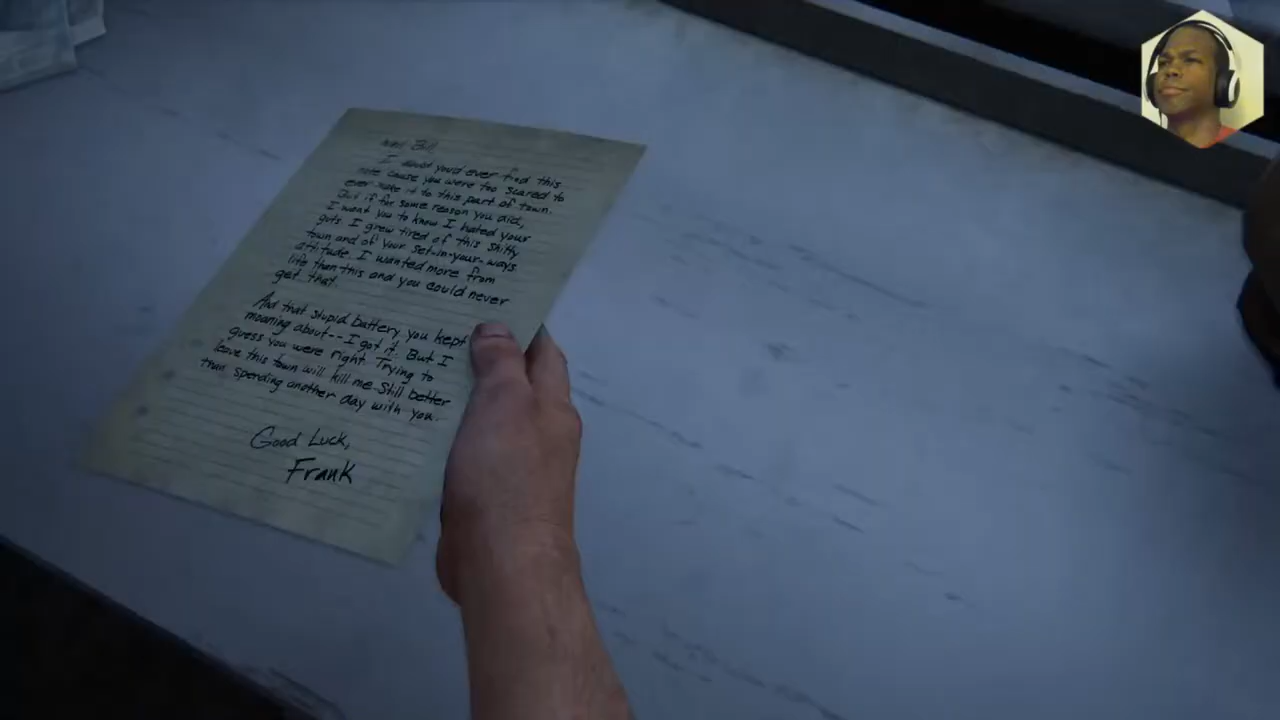 Well Bill,
I doubt you'd ever find this
note cause you were too scared to
ever make it to this part of town.
But if for some reason you did,
I want you to know I hated your
guts. I grew tired of this shitty
town and of your set-in-your-ways
attitude. I wanted more from
life than this and you could never
get that.
And that stupid battery you kept
moaning about--I got it. But I
guess you were right. Trying to
leave this town will kill me. Still better
than spending another day with you.
Good Luck,
Frank